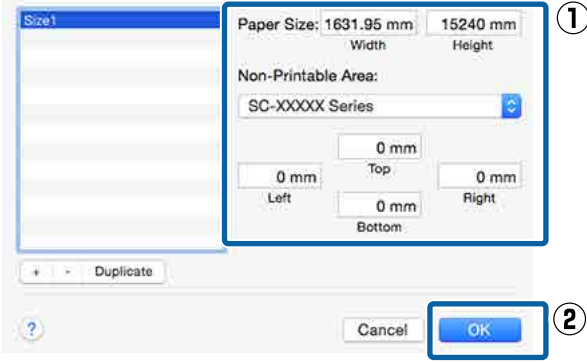 Size1
Paper Size: 1631.95 mm 15240 mm
Width Height
Non-Printable Area:
SC-XXXXX Series
0 mm
Top
0 mm 0 mm
Left Right
0 mm
Bottom
+ - Duplicate
? Cancel OK
①
②